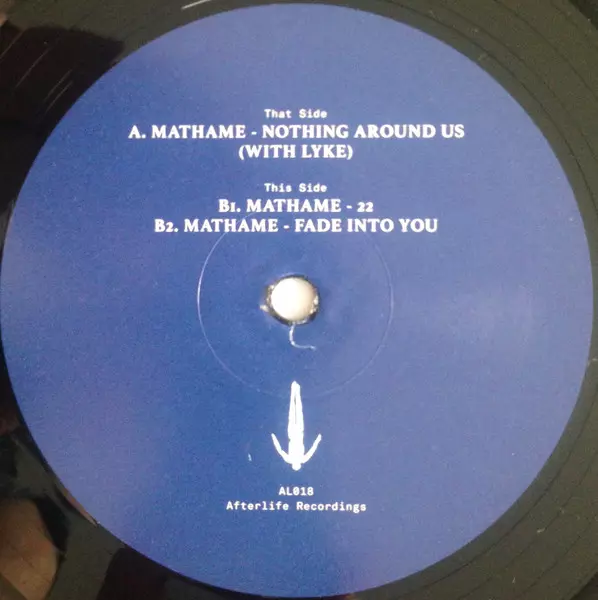 That Side
A. MATHAME - NOTHING AROUND US
(WITH LYKE)
This Side
B1. MATHAME - 22
B2. MATHAME - FADE INTO YOU
AL018
Afterlife Recordings